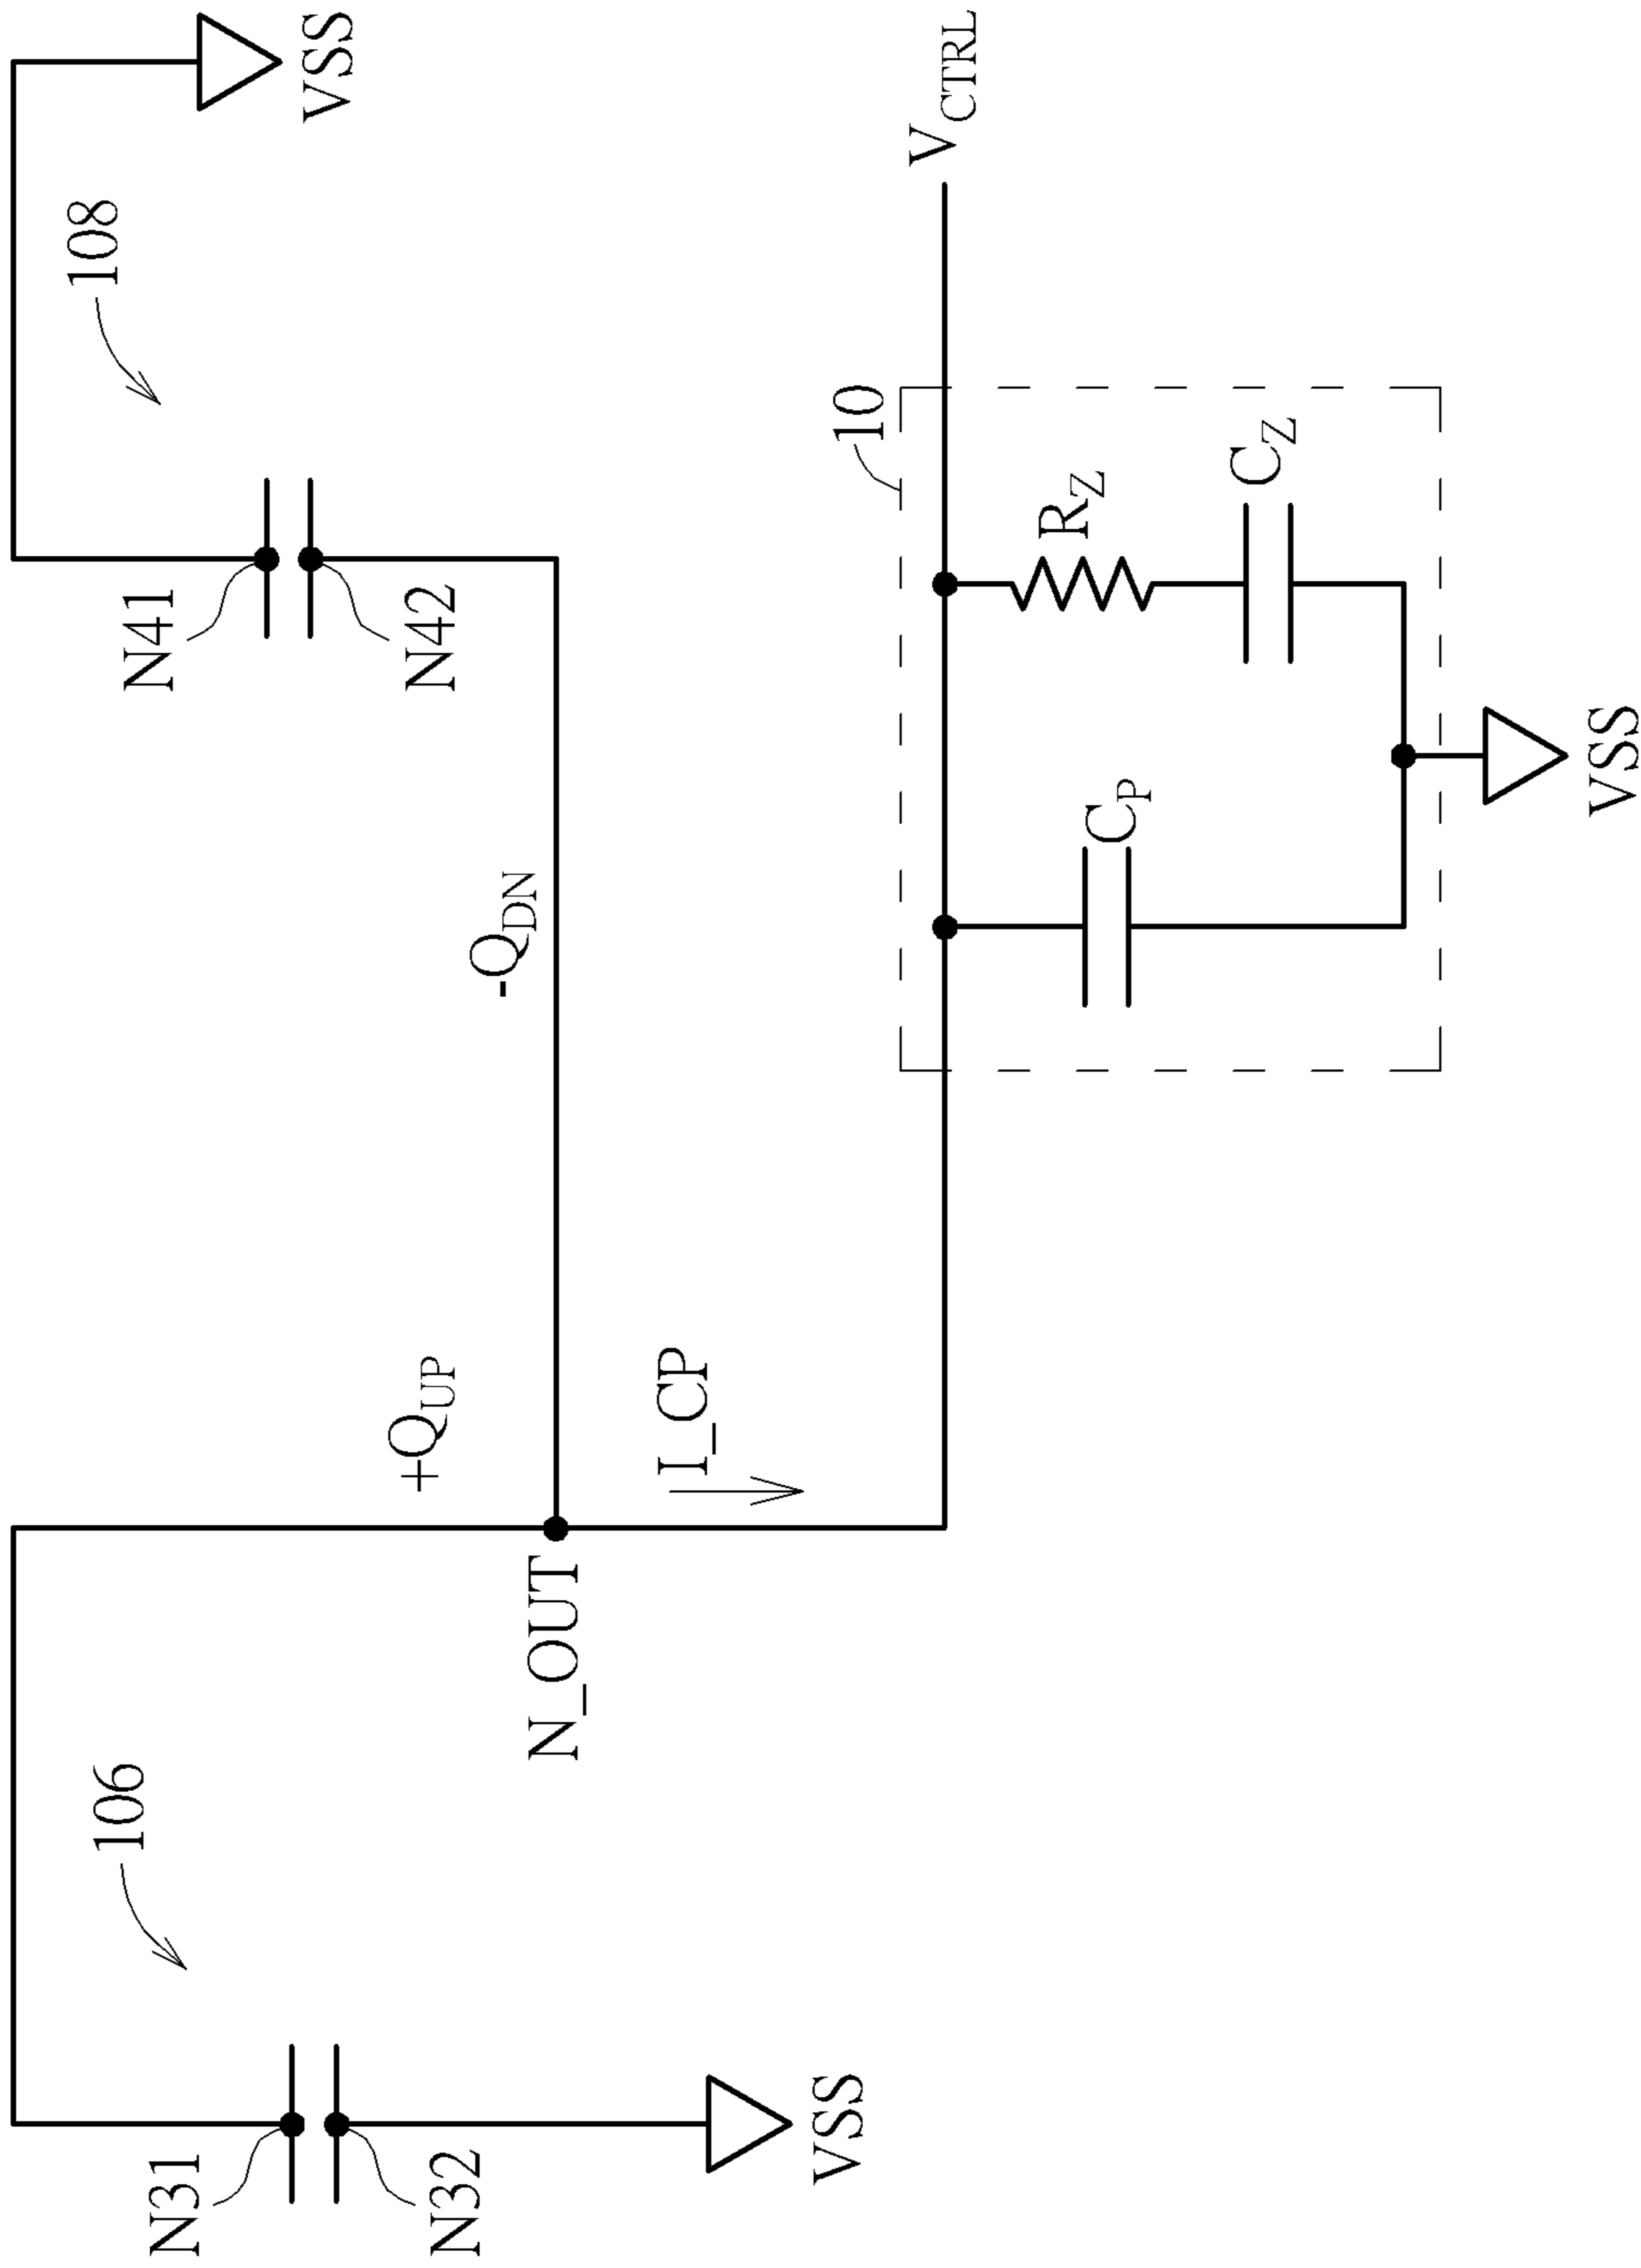 108
VSS
N41
N42
-Q_DN
+Q_UP
106
N31
N32
VSS
N_OUT
I_CP
10
V_CTRL
R_Z
C_Z
C_P
VSS